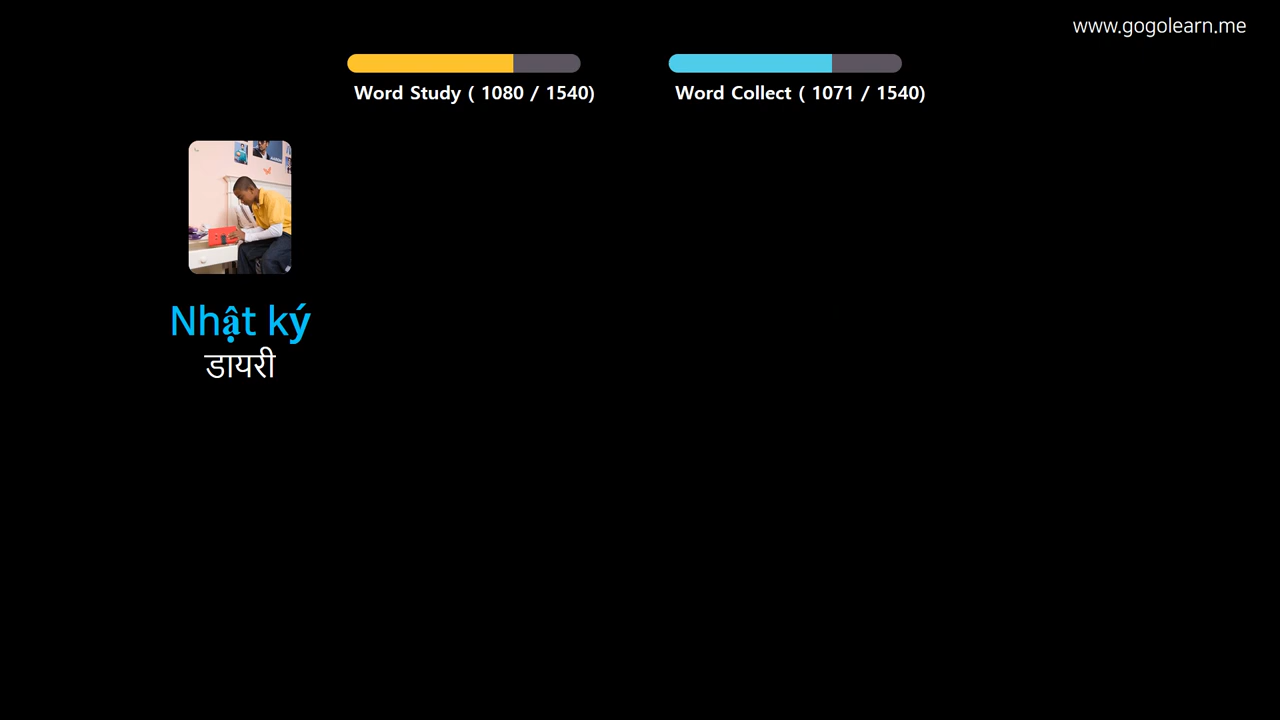 www.gogolearn.me
Word Study ( 1080 / 1540)
Word Collect ( 1071 / 1540)
Nhật ký
डायरी